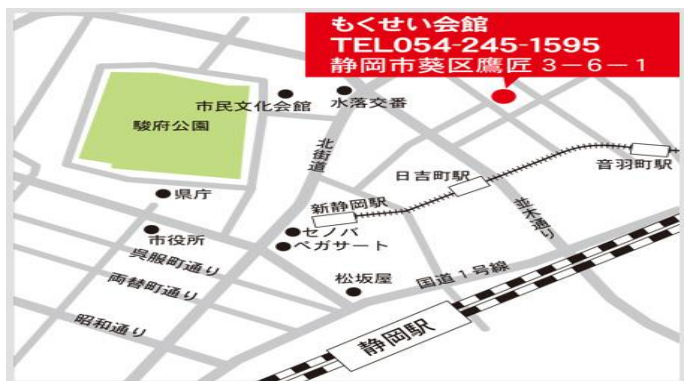 もくせい会館
TEL054-245-1595
静岡市葵区鷹匠 3-6-1
市民文化会館
水落交番
駿府公園
北街道
音羽町駅
日吉町駅
県庁
新静岡駅
並木通り
セノバ
市役所
ペガサート
呉服町通り
松坂屋
国道1号線
両替町通り
昭和通り
静岡駅